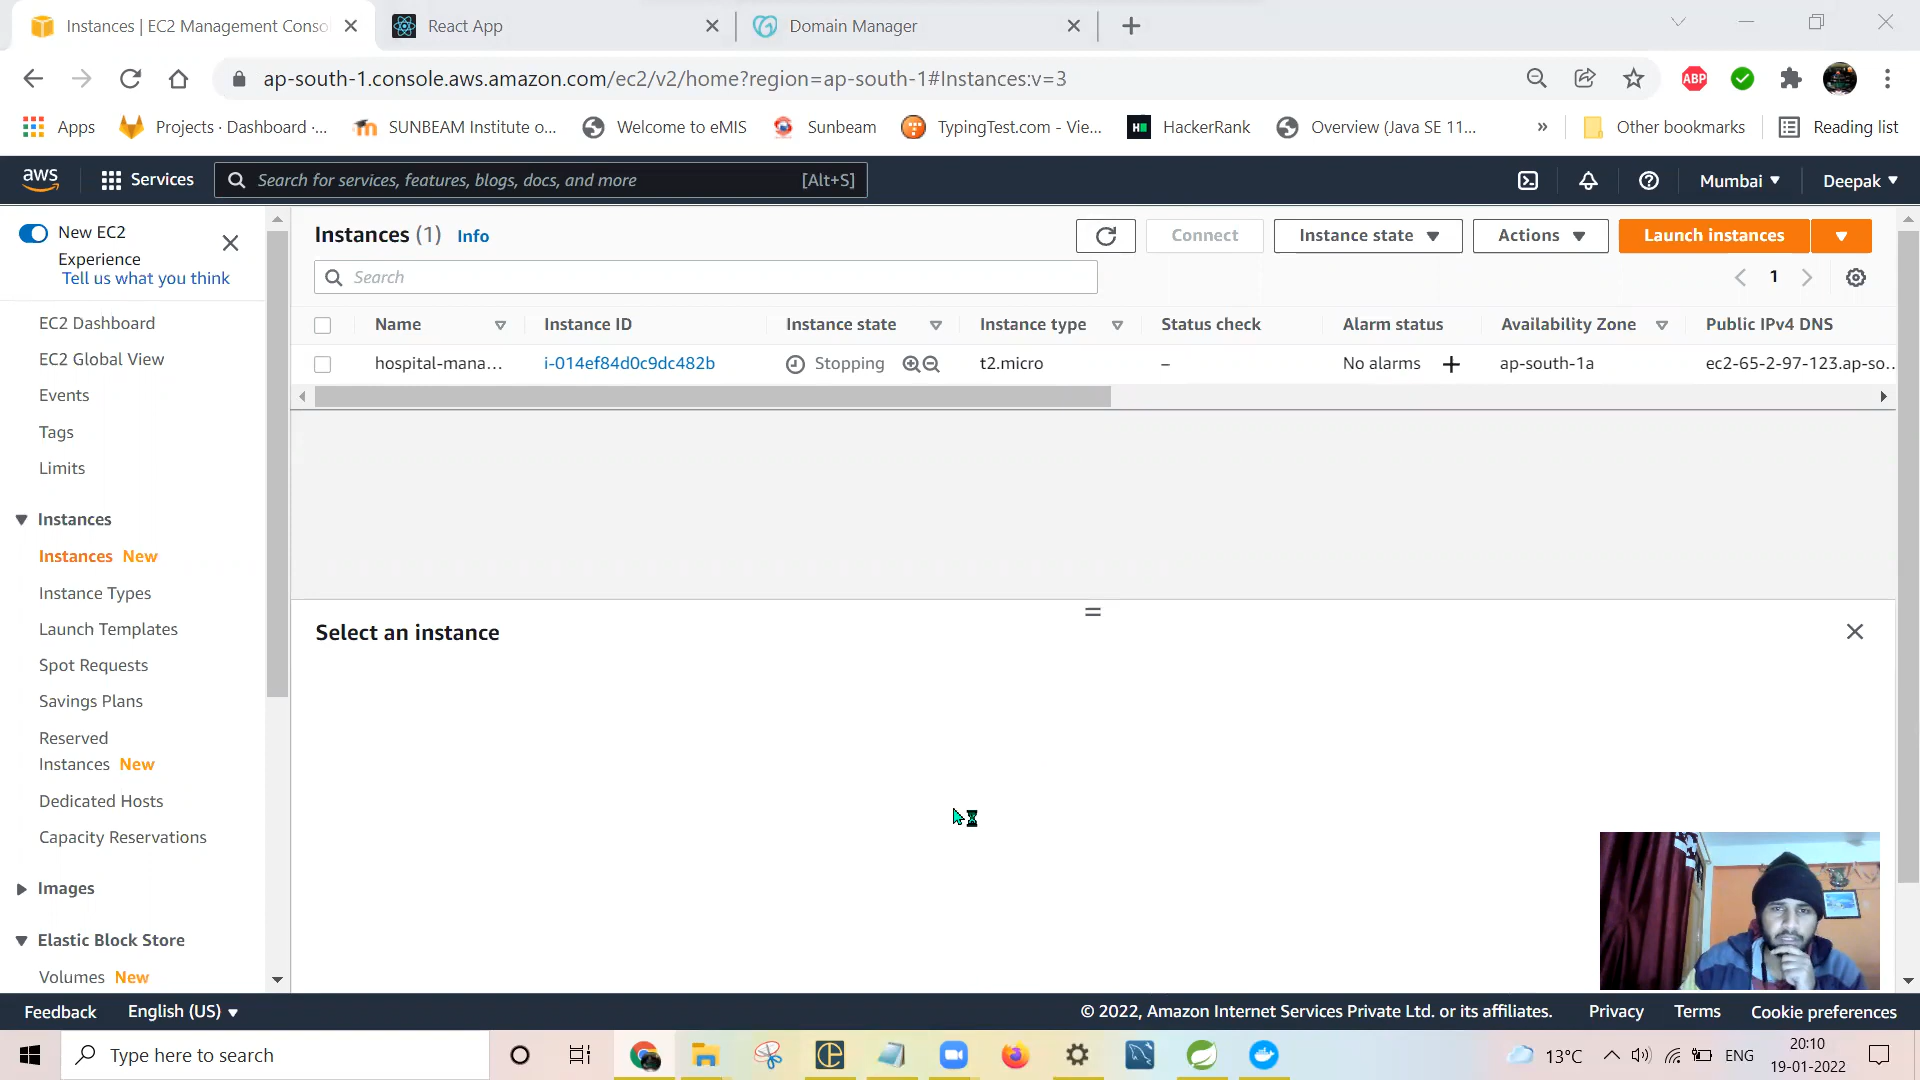 Instances | EC2 Management Conso
React App
Domain Manager
ap-south-1.console.aws.amazon.com/ec2/v2/home?region=ap-south-1#Instances:v=3
ABP
Apps
Projects · Dashboard ·...
SUNBEAM Institute o...
Welcome to eMIS
Sunbeam
TypingTest.com - Vie...
HackerRank
Overview (Java SE 11...
»
Other bookmarks
Reading list
aws
Services
Search for services, features, blogs, docs, and more
[Alt+S]
Mumbai
Deepak
New EC2
Experience
Tell us what you think
EC2 Dashboard
EC2 Global View
Events
Tags
Limits
Instances
Instances New
Instance Types
Launch Templates
Spot Requests
Savings Plans
Reserved
Instances New
Dedicated Hosts
Capacity Reservations
Images
Elastic Block Store
Volumes New
Instances (1) Info
Connect
Instance state
Actions
Launch instances
Search
1
Name
Instance ID
Instance state
Instance type
Status check
Alarm status
Availability Zone
Public IPv4 DNS
hospital-mana...
i-014ef84d0c9dc482b
Stopping
t2.micro
–
No alarms +
ap-south-1a
ec2-65-2-97-123.ap-so...
Select an instance
Feedback
English (US)
© 2022, Amazon Internet Services Private Ltd. or its affiliates.
Privacy
Terms
Cookie preferences
Type here to search
13°C
ENG
20:10
19-01-2022